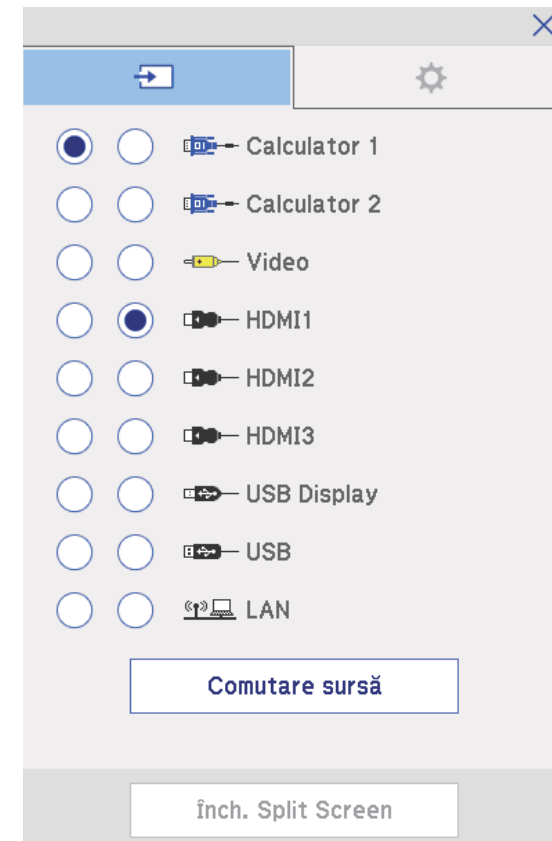 Calculator 1
Calculator 2
Video
HDMI1
HDMI2
HDMI3
USB Display
USB
LAN
Comutare sursă
Înch. Split Screen